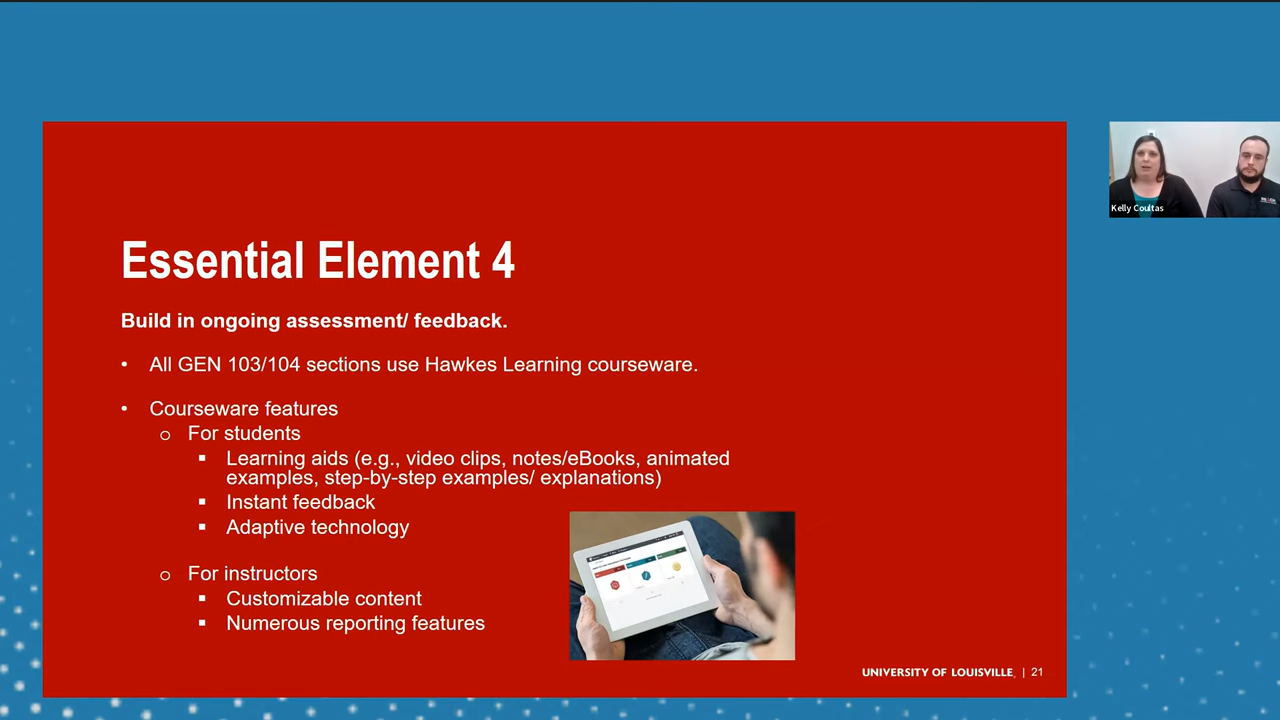 Essential Element 4
Build in ongoing assessment/ feedback.
• All GEN 103/104 sections use Hawkes Learning courseware.
• Courseware features
o For students
▪ Learning aids (e.g., video clips, notes/eBooks, animated
examples, step-by-step examples/ explanations)
▪ Instant feedback
▪ Adaptive technology
o For instructors
▪ Customizable content
▪ Numerous reporting features
UNIVERSITY OF LOUISVILLE. | 21
Kelly Coultas